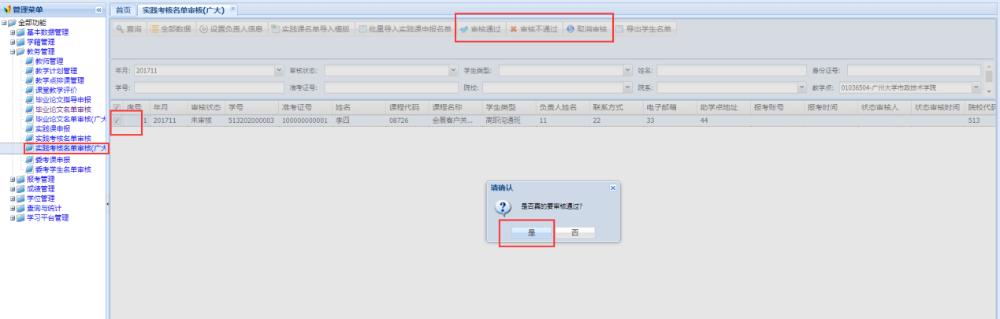 管理菜单
全部功能
基本数据管理
学籍管理
教务管理
教师管理
教学计划管理
教学点排课管理
课堂教学评价
毕业论文指导申报
毕业论文名单审核
毕业论文名单审核(广大
实践课申报
实践考核名单审核
实践考核名单审核(广大
委考课申报
委考学生名单审核
报考管理
成绩管理
学位管理
查询与统计
学习平台管理
首页 实践考核名单审核(广大)
查询 全部数据 设置负责人信息 实践课名单导入模版 批量导入实践课申报名单 审核通过 审核不通过 取消审核 导出学生名单
年月: 201711 审核状态: 学生类型: 姓名: 身份证号:
学号: 准考证号: 院校: 院系: 教学点: 01036504-广州大学市政技术学院
序号 年月 审核状态 学号 准考证号 姓名 课程代码 课程名称 学生类型 负责人姓名 联系方式 电子邮箱 助学点地址 报考账号 报考时间 状态审核人 状态审核时间 院校代码
1 201711 未审核 513202000003 100000000001 李四 08726 会展客户关... 高职沟通班 11 22 33 44 513
请确认
是否真的要审核通过?
是 否